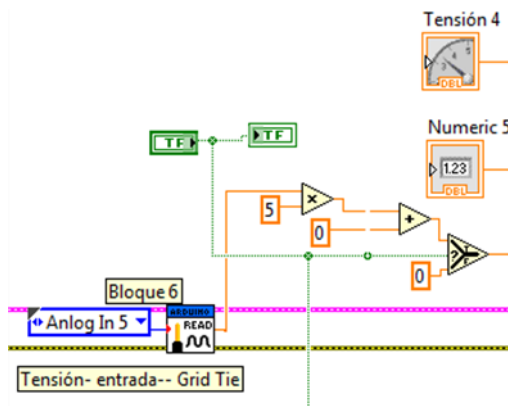 Tensión 4
DBL
Numeric 5
1.23
DBL
TF
TF
5
×
0
+
?
T
F
0
Bloque 6
Anlog In 5
ARDUINO
READ
Tensión- entrada-- Grid Tie